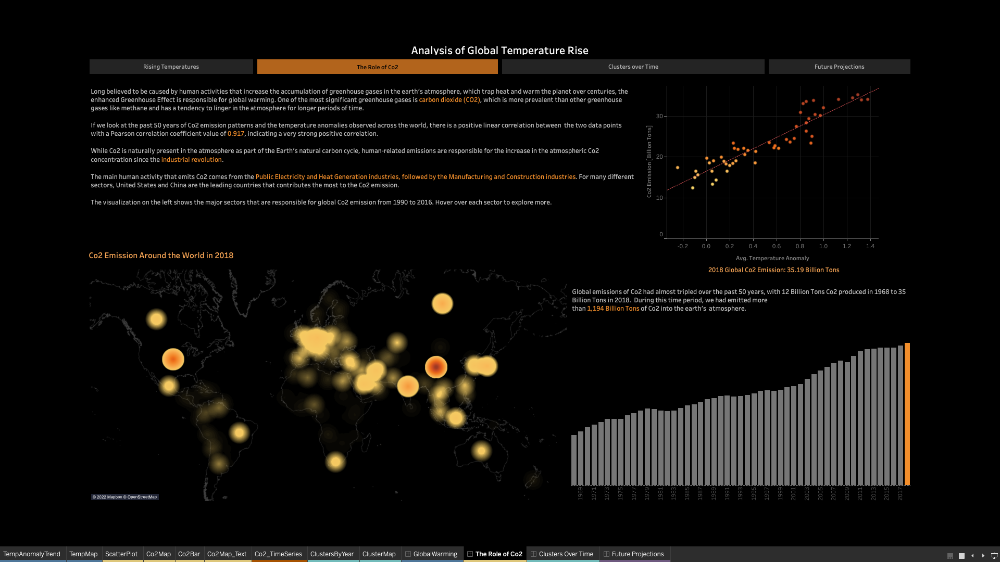 Analysis of Global Temperature Rise
Rising Temperatures
The Role of Co2
Clusters over Time
Future Projections
Long believed to be caused by human activities that increase the accumulation of greenhouse gases in the earth's atmosphere, which trap heat and warm the planet over centuries, the
enhanced Greenhouse Effect is responsible for global warming. One of the most significant greenhouse gases is carbon dioxide (CO2), which is more prevalent than other greenhouse
gases like methane and has a tendency to linger in the atmosphere for longer periods of time.
If we look at the past 50 years of Co2 emission patterns and the temperature anomalies observed across the world, there is a positive linear correlation between the two data points
with a Pearson correlation coefficient value of 0.917, indicating a very strong positive correlation.
While Co2 is naturally present in the atmosphere as part of the Earth's natural carbon cycle, human-related emissions are responsible for the increase in the atmospheric Co2
concentration since the industrial revolution.
The main human activity that emits Co2 comes from the Public Electricity and Heat Generation industries, followed by the Manufacturing and Construction industries. For many different
sectors, United States and China are the leading countries that contributes the most to the Co2 emission.
The visualization on the left shows the major sectors that are responsible for global Co2 emission from 1990 to 2016. Hover over each sector to explore more.
Co2 Emission [Billion Tons]
30
20
10
0
-0.2 0.0 0.2 0.4 0.6 0.8 1.0 1.2 1.4
Avg. Temperature Anomaly
Co2 Emission Around the World in 2018
© 2022 Mapbox © OpenStreetMap
2018 Global Co2 Emission: 35.19 Billion Tons
Global emissions of Co2 had almost tripled over the past 50 years, with 12 Billion Tons Co2 produced in 1968 to 35
Billion Tons in 2018. During this time period, we had emitted more
than 1,194 Billion Tons of Co2 into the earth's atmosphere.
1969 1971 1973 1975 1977 1979 1981 1983 1985 1987 1989 1991 1993 1995 1997 1999 2001 2003 2005 2007 2009 2011 2013 2015 2017
TempAnomalyTrend
TempMap
ScatterPlot
Co2Map
Co2Bar
Co2Map_Text
Co2_TimeSeries
ClustersByYear
ClusterMap
GlobalWarming
The Role of Co2
Clusters Over Time
Future Projections